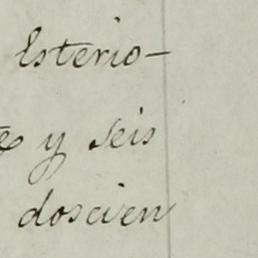 Esterio-
y seis
doscien